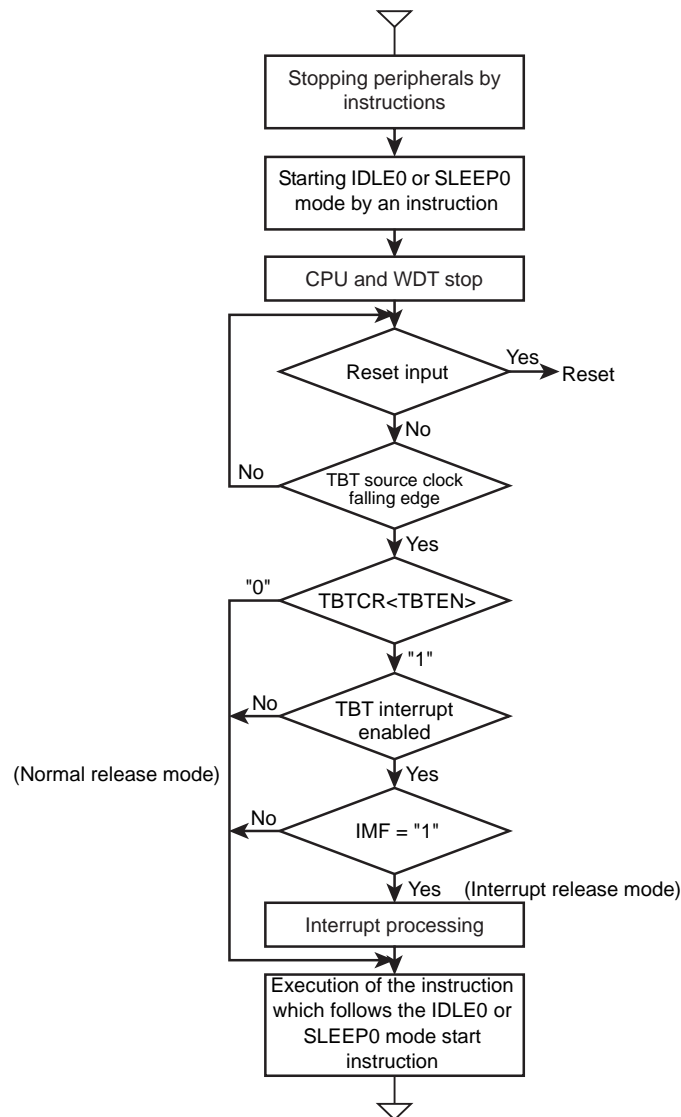 Stopping peripherals by
instructions
Starting IDLE0 or SLEEP0
mode by an instruction
CPU and WDT stop
Reset input
Yes
Reset
No
No
TBT source clock
falling edge
Yes
"0"
TBTCR<TBTEN>
"1"
No
TBT interrupt
enabled
(Normal release mode)
Yes
No
IMF = "1"
Yes
(Interrupt release mode)
Interrupt processing
Execution of the instruction
which follows the IDLE0 or
SLEEP0 mode start
instruction